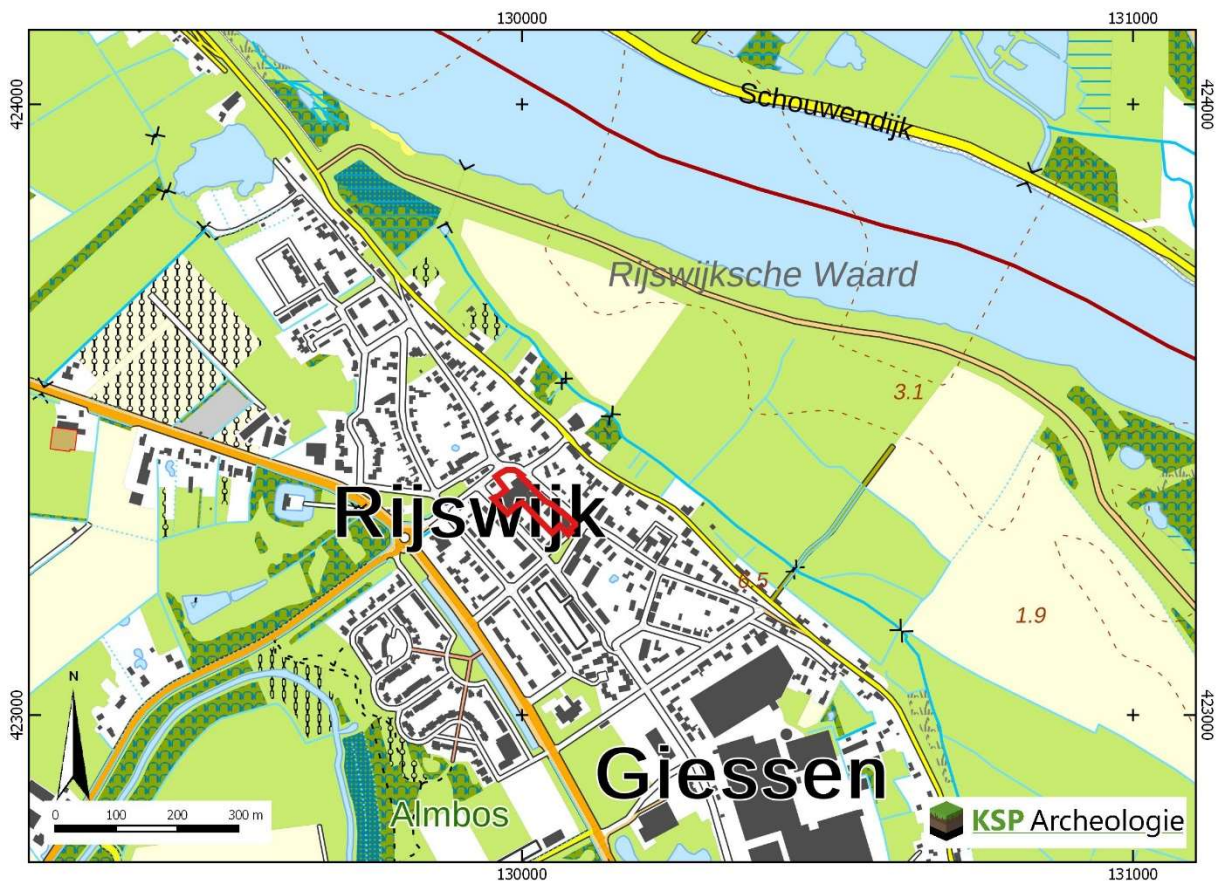 130000
131000
424000
424000
Schouwendijk
Rijswijksche Waard
3.1
Rijswijk
6.5
1.9
423000
423000
N
Giessen
0 100 200 300 m
Almbos
KSP Archeologie
130000
131000